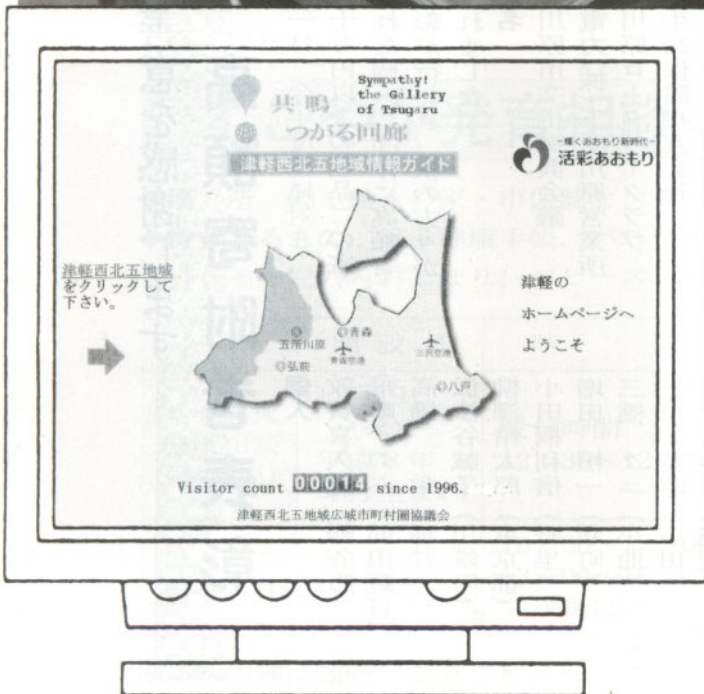 Sympathy!
the Gallery
of Tsugaru
共鳴
つがる回廊
津軽西北五地域情報ガイド
-輝くあおもり新時代-
活彩あおもり
津軽西北五地域
をクリックして
下さい。
津軽の
ホームページへ
ようこそ
青森
五所川原
青森空港
三沢空港
弘前
八戸
Visitor count 00014 since 1996.
津軽西北五地域広域市町村圏協議会